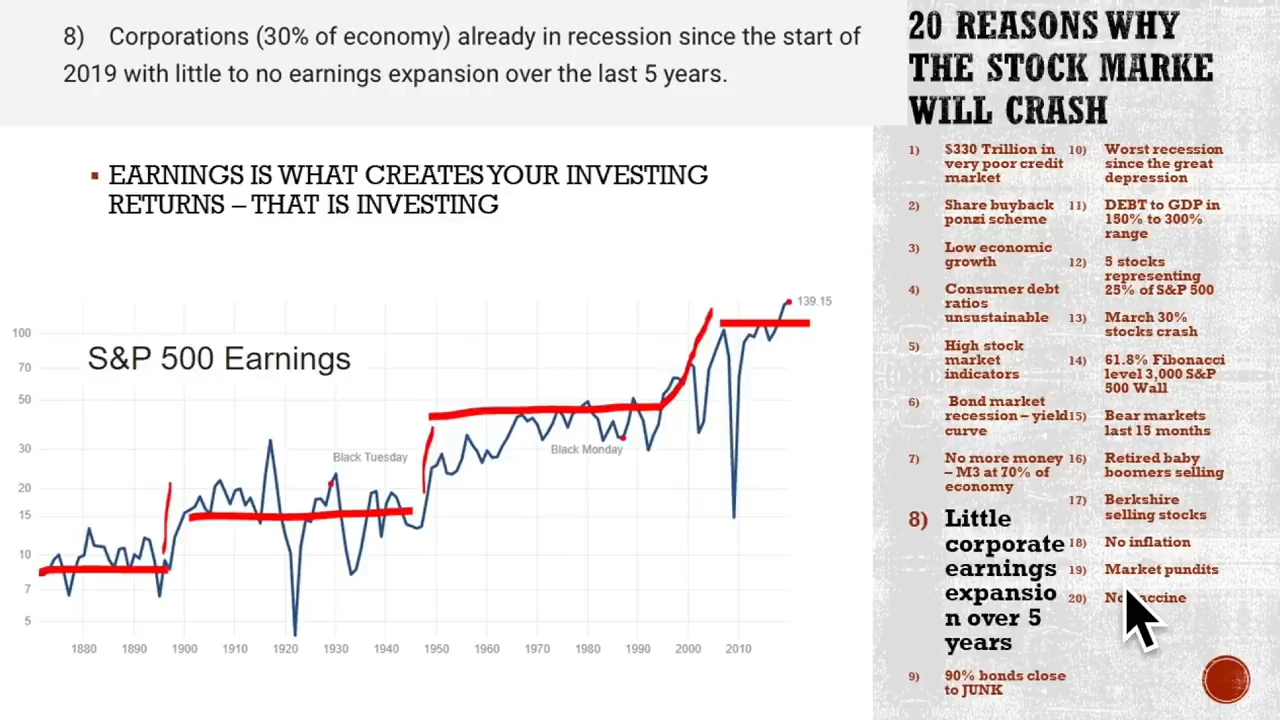 8) Corporations (30% of economy) already in recession since the start of
2019 with little to no earnings expansion over the last 5 years.
▪ EARNINGS IS WHAT CREATES YOUR INVESTING
RETURNS – THAT IS INVESTING
S&P 500 Earnings
139.15
100
70
50
30
20
15
10
7
5
Black Tuesday
Black Monday
1880 1890 1900 1910 1920 1930 1940 1950 1960 1970 1980 1990 2000 2010
20 REASONS WHY
THE STOCK MARKE
WILL CRASH
1) $330 Trillion in
very poor credit
market
2) Share buyback
ponzi scheme
3) Low economic
growth
4) Consumer debt
ratios
unsustainable
5) High stock
market
indicators
6) Bond market
recession – yield
curve
7) No more money
– M3 at 70% of
economy
8) Little
corporate
earnings
expansio
n over 5
years
9) 90% bonds close
to JUNK
10) Worst recession
since the great
depression
11) DEBT to GDP in
150% to 300%
range
12) 5 stocks
representing
25% of S&P 500
13) March 30%
stocks crash
14) 61.8% Fibonacci
level 3,000 S&P
500 Wall
15) Bear markets
last 15 months
16) Retired baby
boomers selling
17) Berkshire
selling stocks
18) No inflation
19) Market pundits
20) No